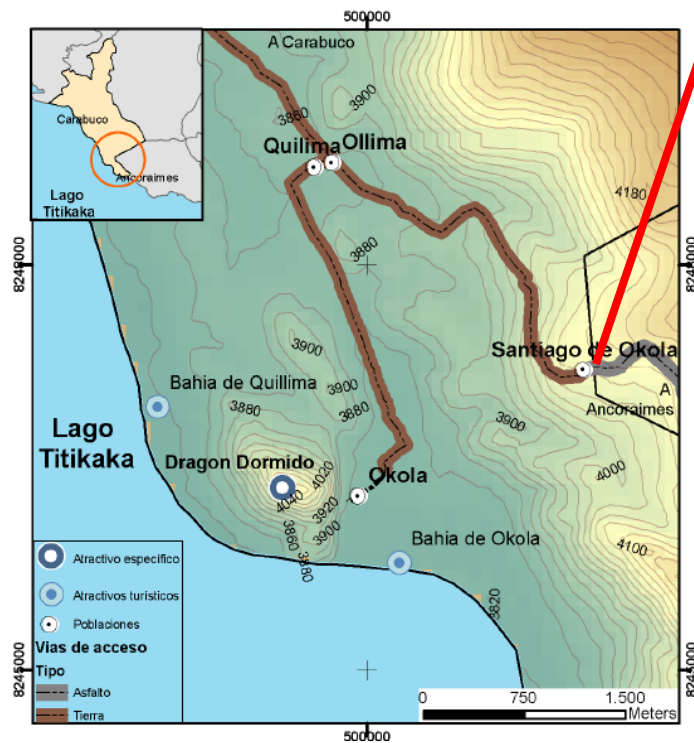 500000
A Carabuco
3900
3860
Quilima
Ollima
Carabuco
Ancoraimes
Lago
Titikaka
4180
8248000
8248000
3880
3900
Santiago de Okola
Bahia de Quillima
3900
3880
3880
A
Ancoraimes
3900
Lago
Titikaka
Dragon Dormido
4020
Okola
4000
4040
3920
3860
3900
3880
Bahia de Okola
4100
3820
Atractivo específico
Atractivos turísticos
Poblaciones
Vias de acceso
Tipo
Asfalto
Tierra
8245000
8245000
0 750 1.500
Meters
500000